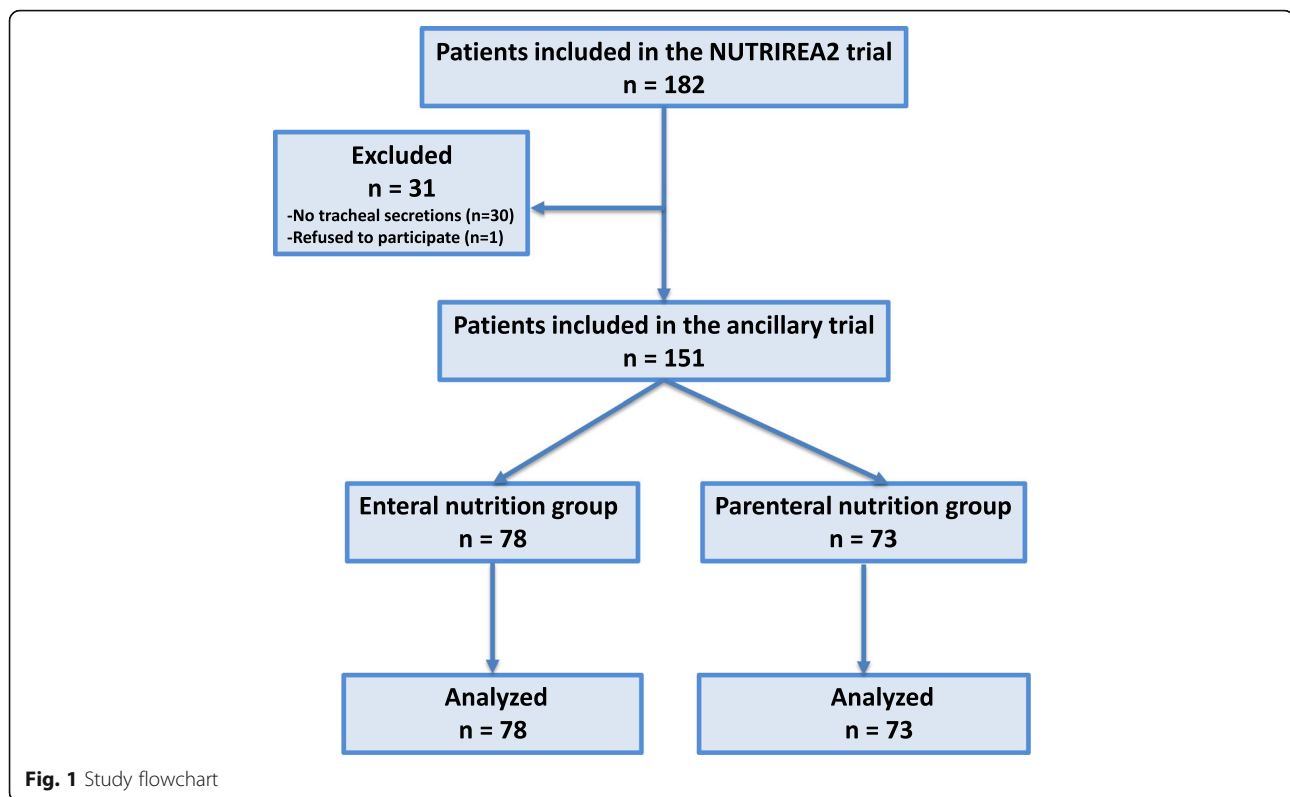 Patients included in the NUTRIREA2 trial
n = 182
Excluded
n = 31
-No tracheal secretions (n=30)
-Refused to participate (n=1)
Patients included in the ancillary trial
n = 151
Enteral nutrition group
n = 78
Parenteral nutrition group
n = 73
Analyzed
n = 78
Analyzed
n = 73
Fig. 1 Study flowchart